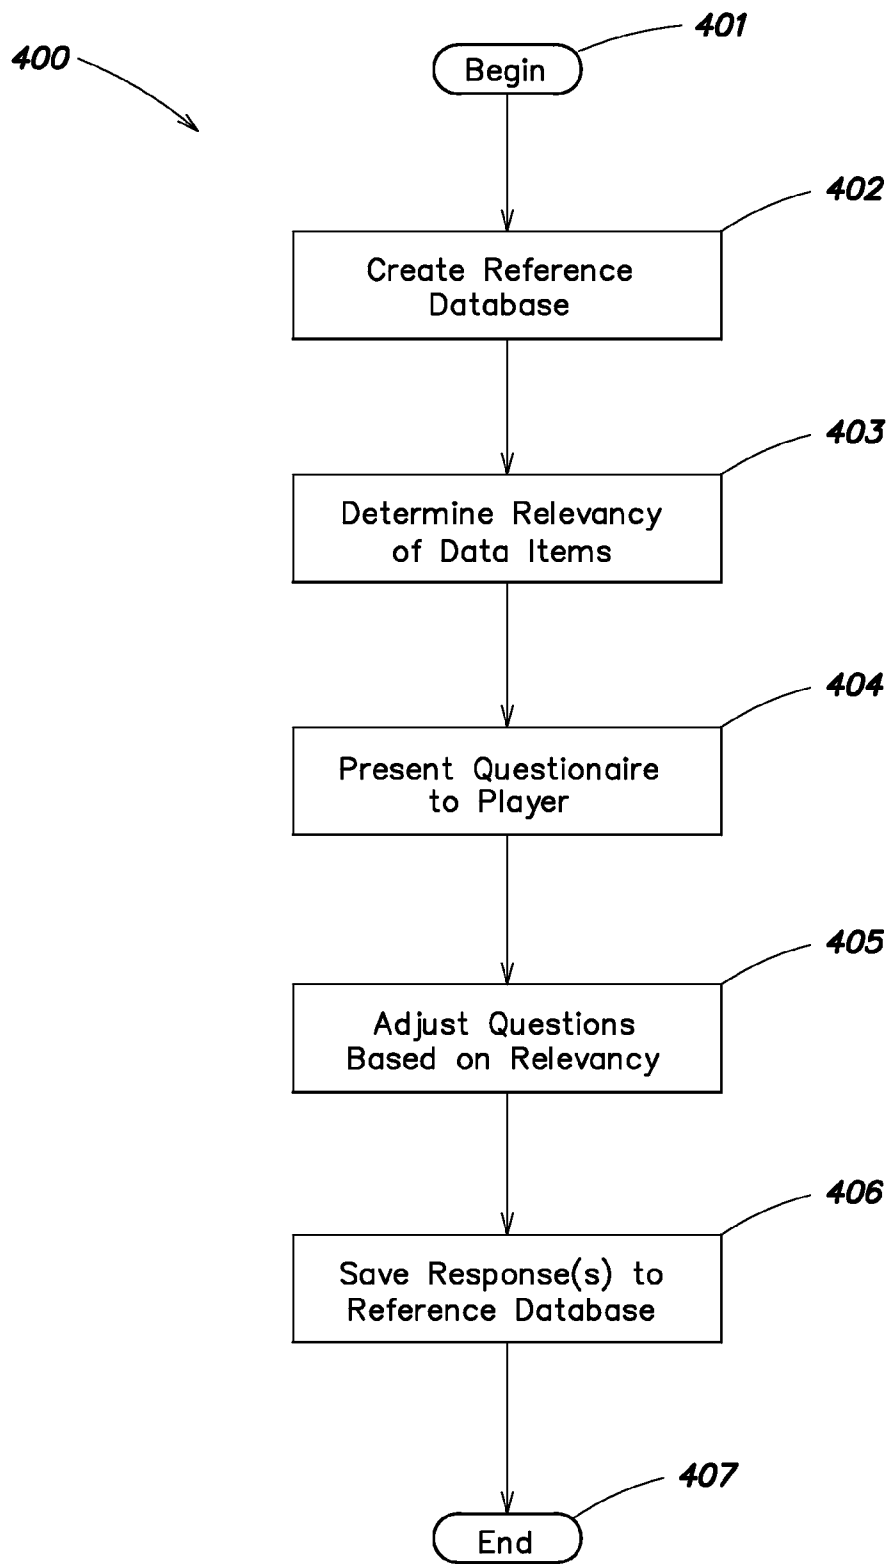 401
400
Begin
402
Create Reference
Database
403
Determine Relevancy
of Data Items
404
Present Questionaire
to Player
405
Adjust Questions
Based on Relevancy
406
Save Response(s) to
Reference Database
407
End